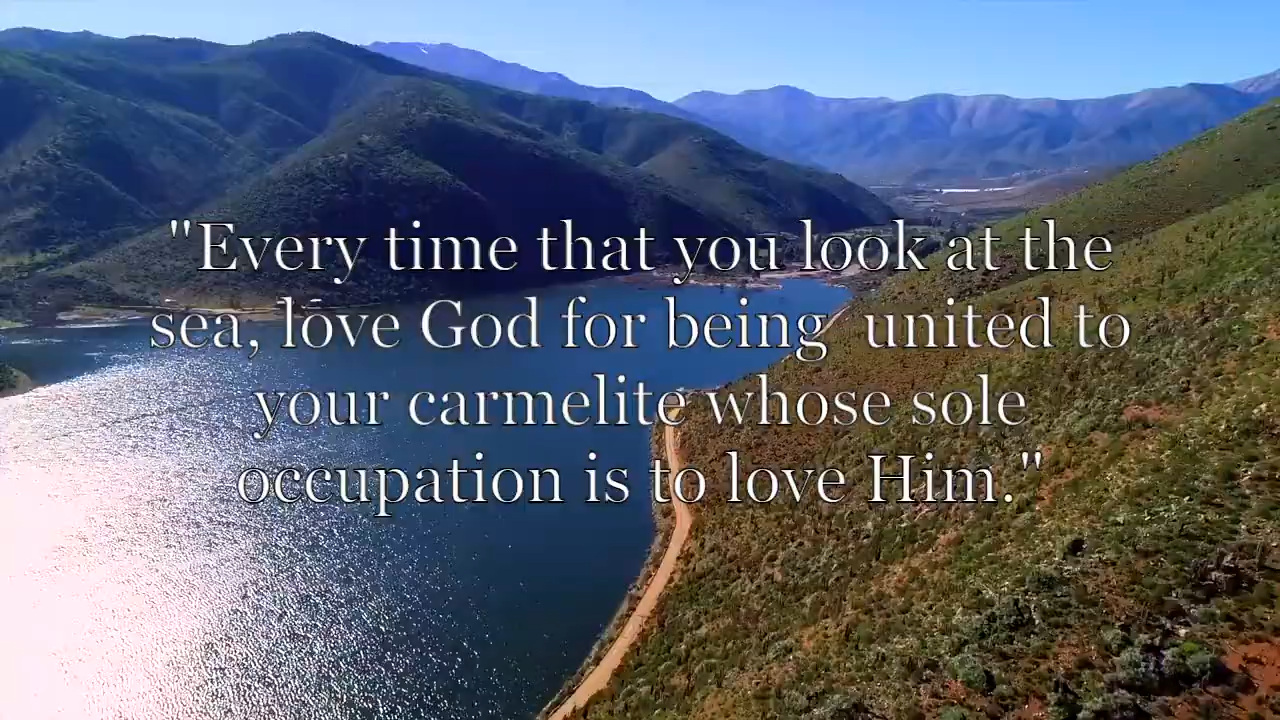 "Every time that you look at the
sea, love God for being  united to
your carmelite whose sole
occupation is to love Him."